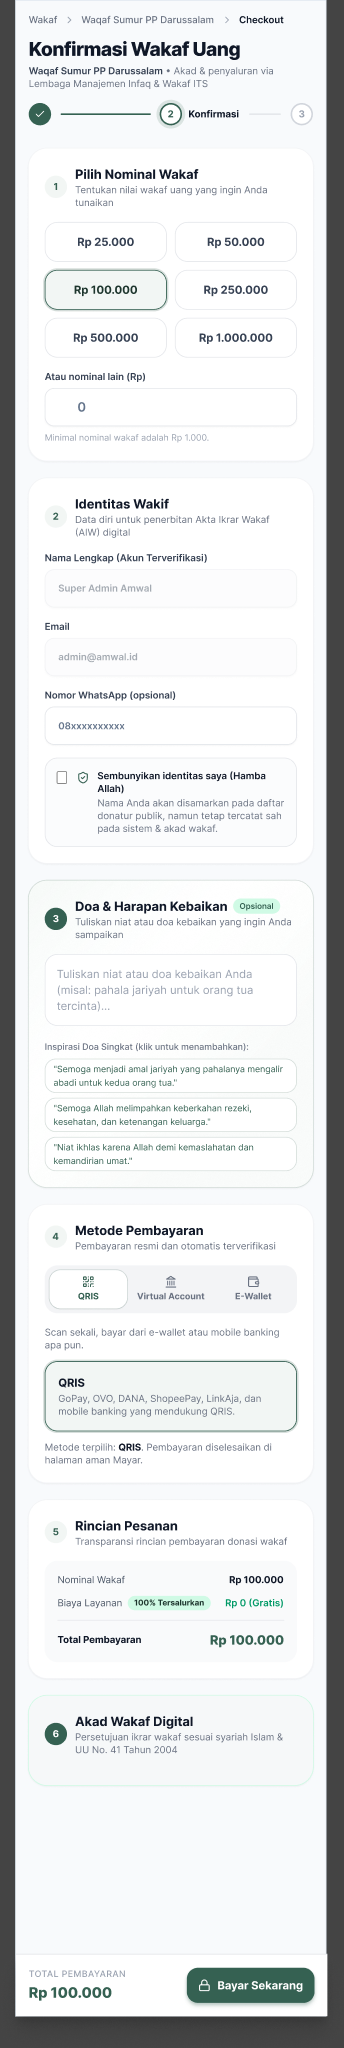 Wakaf > Waqaf Sumur PP Darussalam > Checkout
Konfirmasi Wakaf Uang
Waqaf Sumur PP Darussalam • Akad & penyaluran via
Lembaga Manajemen Infaq & Wakaf ITS
2 Konfirmasi 3
1 Pilih Nominal Wakaf
Tentukan nilai wakaf uang yang ingin Anda
tunaikan
Rp 25.000 Rp 50.000
Rp 100.000 Rp 250.000
Rp 500.000 Rp 1.000.000
Atau nominal lain (Rp)
0
Minimal nominal wakaf adalah Rp 1.000.
2 Identitas Wakif
Data diri untuk penerbitan Akta Ikrar Wakaf
(AIW) digital
Nama Lengkap (Akun Terverifikasi)
Super Admin Amwal
Email
admin@amwal.id
Nomor WhatsApp (opsional)
08xxxxxxxxxx
Sembunyikan identitas saya (Hamba
Allah)
Nama Anda akan disamarkan pada daftar
donatur publik, namun tetap tercatat sah
pada sistem & akad wakaf.
3 Doa & Harapan Kebaikan Opsional
Tuliskan niat atau doa kebaikan yang ingin Anda
sampaikan
Tuliskan niat atau doa kebaikan Anda
(misal: pahala jariyah untuk orang tua
tercinta)...
Inspirasi Doa Singkat (klik untuk menambahkan):
"Semoga menjadi amal jariyah yang pahalanya mengalir
abadi untuk kedua orang tua."
"Semoga Allah melimpahkan keberkahan rezeki,
kesehatan, dan ketenangan keluarga."
"Niat ikhlas karena Allah demi kemaslahatan dan
kemandirian umat."
4 Metode Pembayaran
Pembayaran resmi dan otomatis terverifikasi
QRIS Virtual Account E-Wallet
Scan sekali, bayar dari e-wallet atau mobile banking
apa pun.
QRIS
GoPay, OVO, DANA, ShopeePay, LinkAja, dan
mobile banking yang mendukung QRIS.
Metode terpilih: QRIS. Pembayaran diselesaikan di
halaman aman Mayar.
5 Rincian Pesanan
Transparansi rincian pembayaran donasi wakaf
Nominal Wakaf Rp 100.000
Biaya Layanan 100% Tersalurkan Rp 0 (Gratis)
Total Pembayaran Rp 100.000
6 Akad Wakaf Digital
Persetujuan ikrar wakaf sesuai syariah Islam &
UU No. 41 Tahun 2004
TOTAL PEMBAYARAN
Rp 100.000
Bayar Sekarang